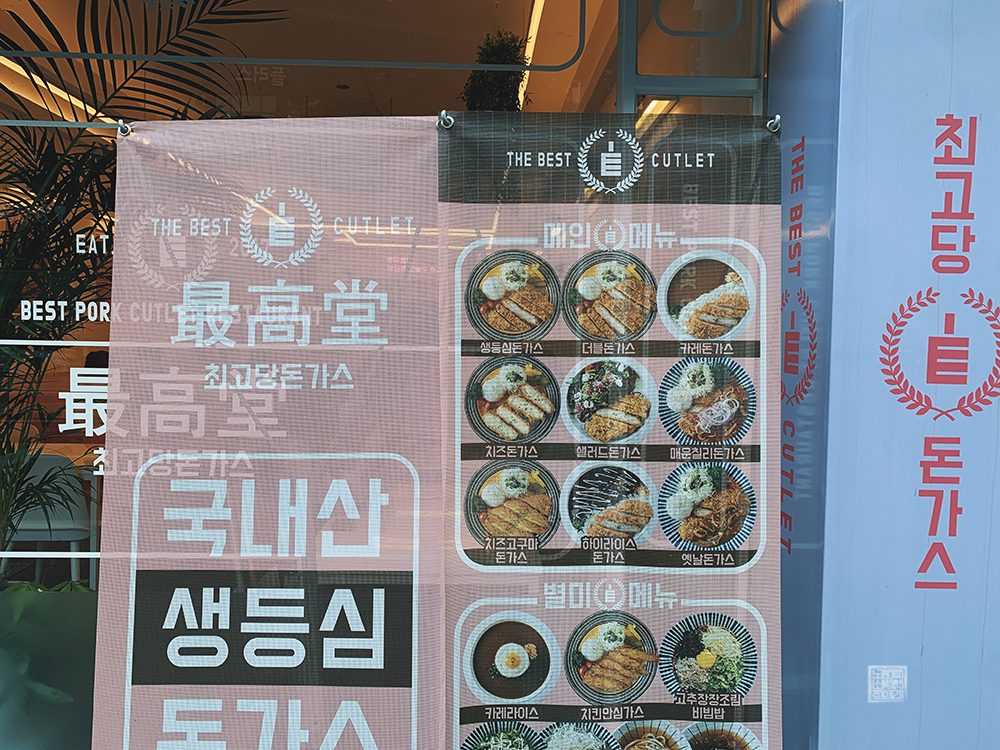 THE BEST CUTLET
最高堂
최고당돈가스
국내산
생등심
돈가스
EAT
BEST PORK CUTLET RESTAURANT
最高堂
최고당돈가스
THE BEST CUTLET
메인 메뉴
생등심돈가스
더블돈가스
카레돈가스
치즈돈가스
샐러드돈가스
매운칠리돈가스
치즈고구마
돈가스
하이라이스
돈가스
옛날돈가스
별미 메뉴
카레라이스
치킨안심가스
고추장장조림
비빔밥
THE BEST CUTLET
최고당
돈가스